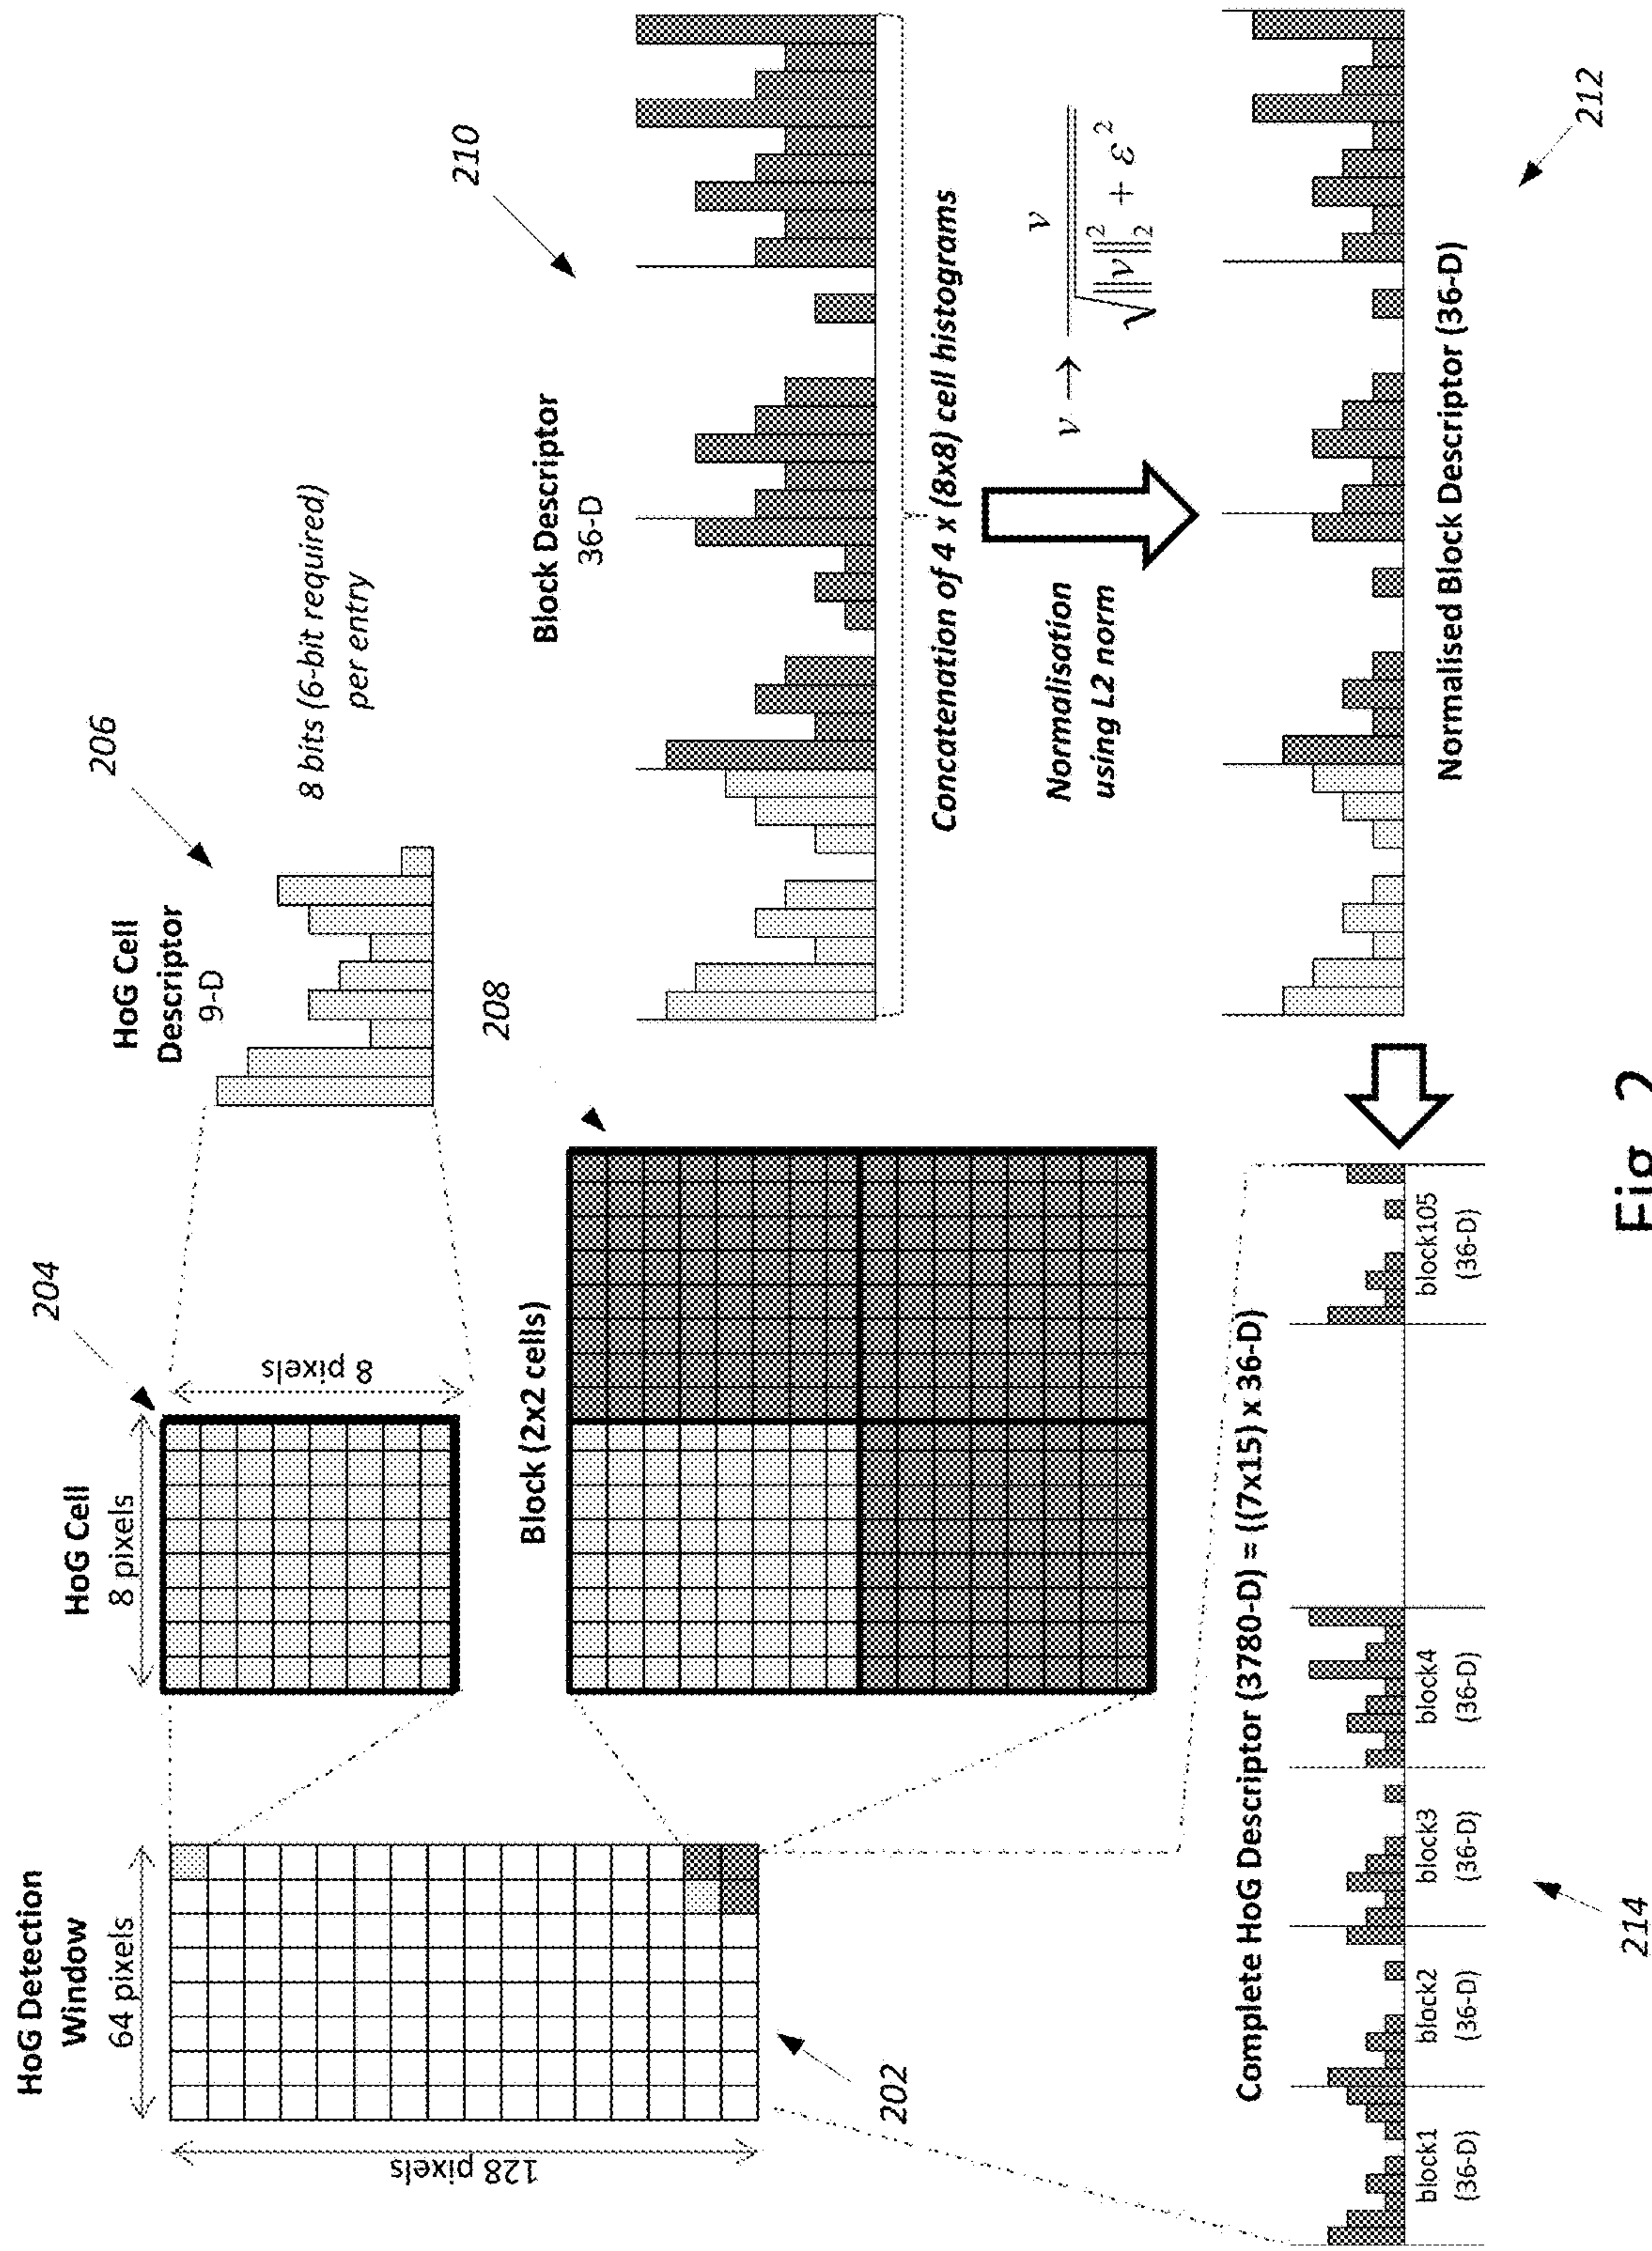 HoG Detection
Window
64 pixels
128 pixels
202
HoG Cell
8 pixels
8 pixels
204
HoG Cell
Descriptor
9-D
206
8 bits (6-bit required)
per entry
Block (2x2 cells)
208
Block Descriptor
36-D
210
Concatenation of 4 x (8x8) cell histograms
Normalisation
using L2 norm
v → v / √‖v‖₂² + ε²
Normalised Block Descriptor (36-D)
212
Complete HoG Descriptor (3780-D) = ((7x15) x 36-D)
block1
(36-D)
block2
(36-D)
block3
(36-D)
block4
(36-D)
block105
(36-D)
214
Fig. 2